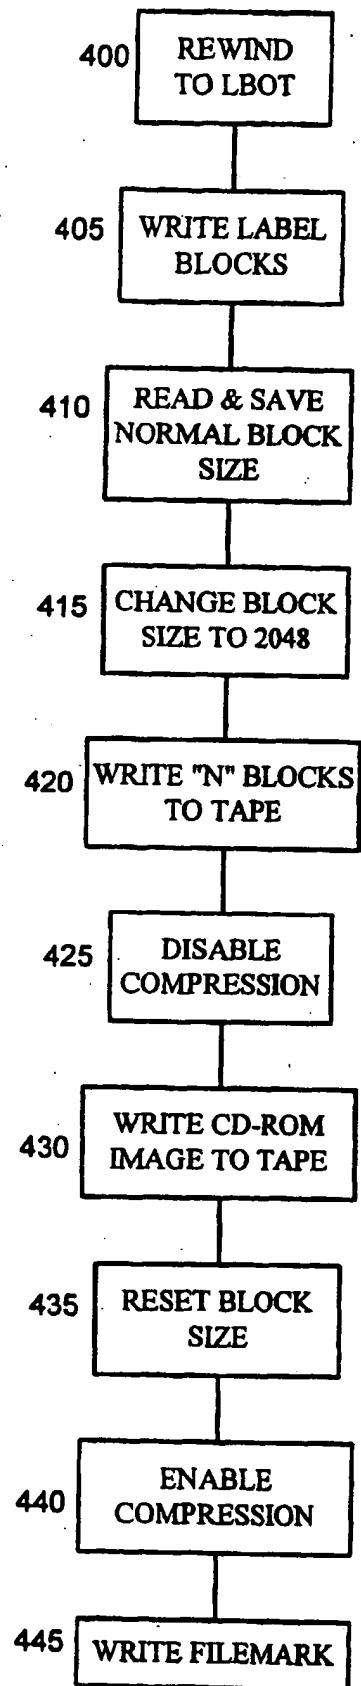 400
REWIND
TO LBOT
405
WRITE LABEL
BLOCKS
410
READ & SAVE
NORMAL BLOCK
SIZE
415
CHANGE BLOCK
SIZE TO 2048
420
WRITE "N" BLOCKS
TO TAPE
425
DISABLE
COMPRESSION
430
WRITE CD-ROM
IMAGE TO TAPE
435
RESET BLOCK
SIZE
440
ENABLE
COMPRESSION
445
WRITE FILEMARK